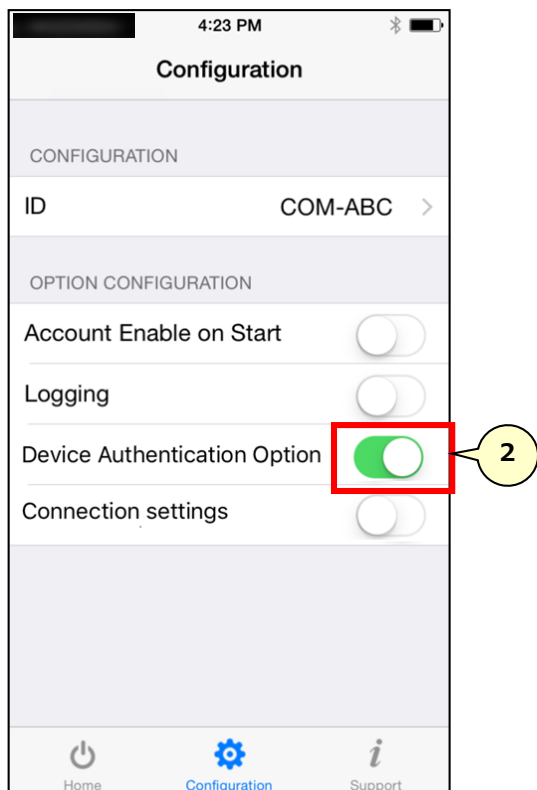 4:23 PM
Configuration
CONFIGURATION
ID COM-ABC >
OPTION CONFIGURATION
Account Enable on Start
Logging
Device Authentication Option
2
Connection settings
Home Configuration Support